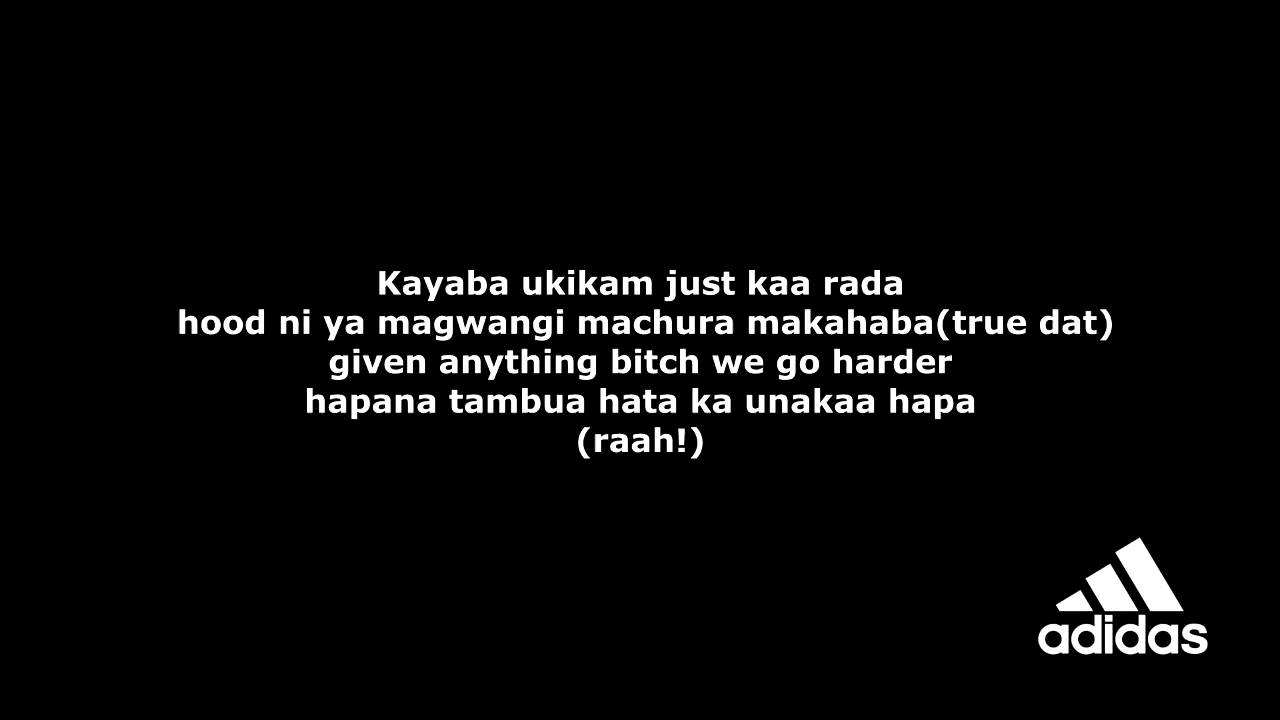 Kayaba ukikam just kaa rada
hood ni ya magwangi machura makahaba(true dat)
given anything bitch we go harder
hapana tambua hata ka unakaa hapa
(raah!)
adidas